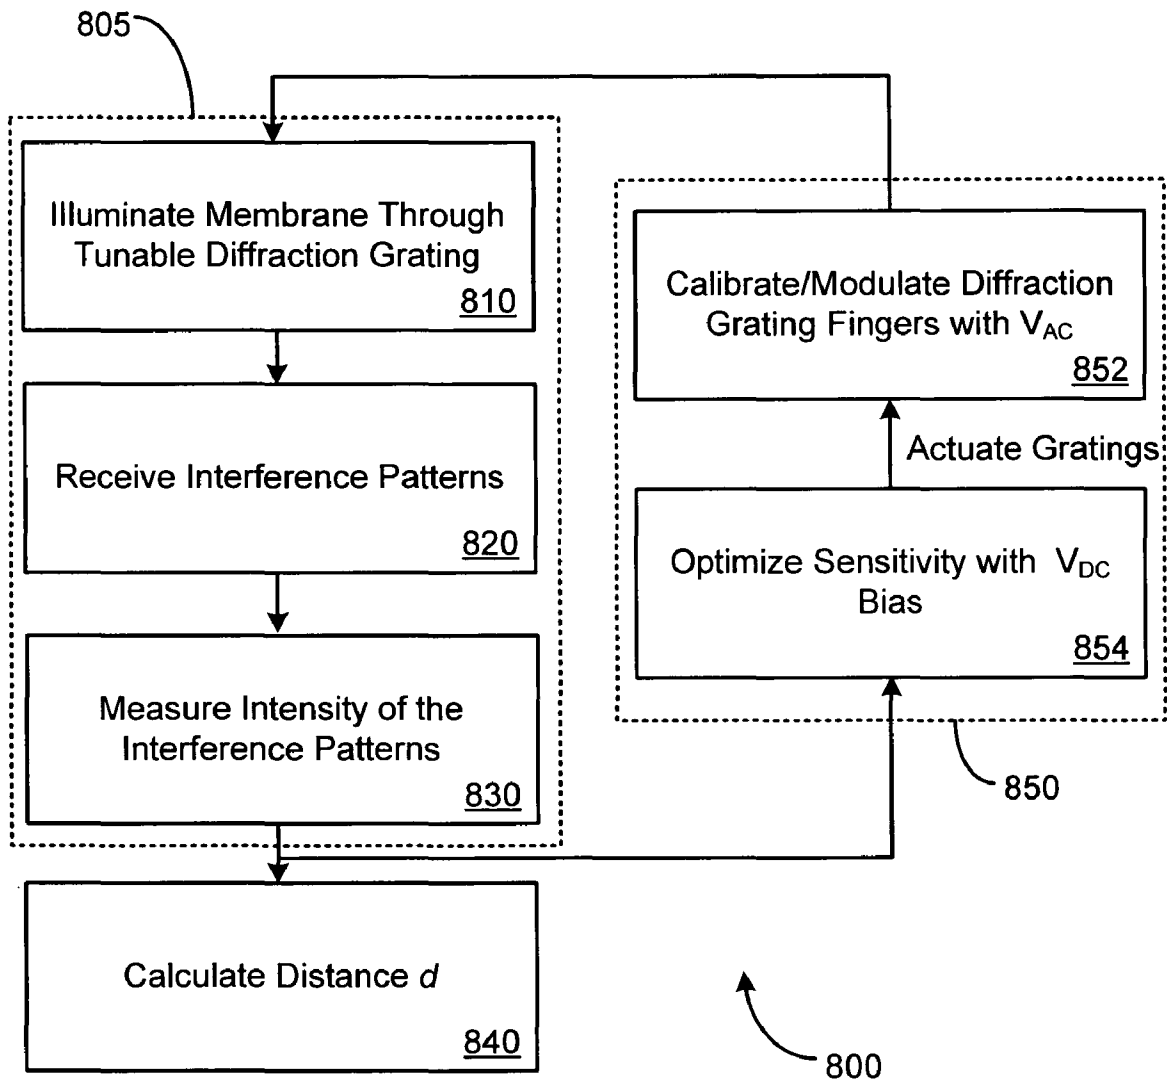 805
Illuminate Membrane Through
Tunable Diffraction Grating
810
Receive Interference Patterns
820
Measure Intensity of the
Interference Patterns
830
Calculate Distance d
840
Calibrate/Modulate Diffraction
Grating Fingers with VAC
852
Actuate Gratings
Optimize Sensitivity with VDC
Bias
854
850
800